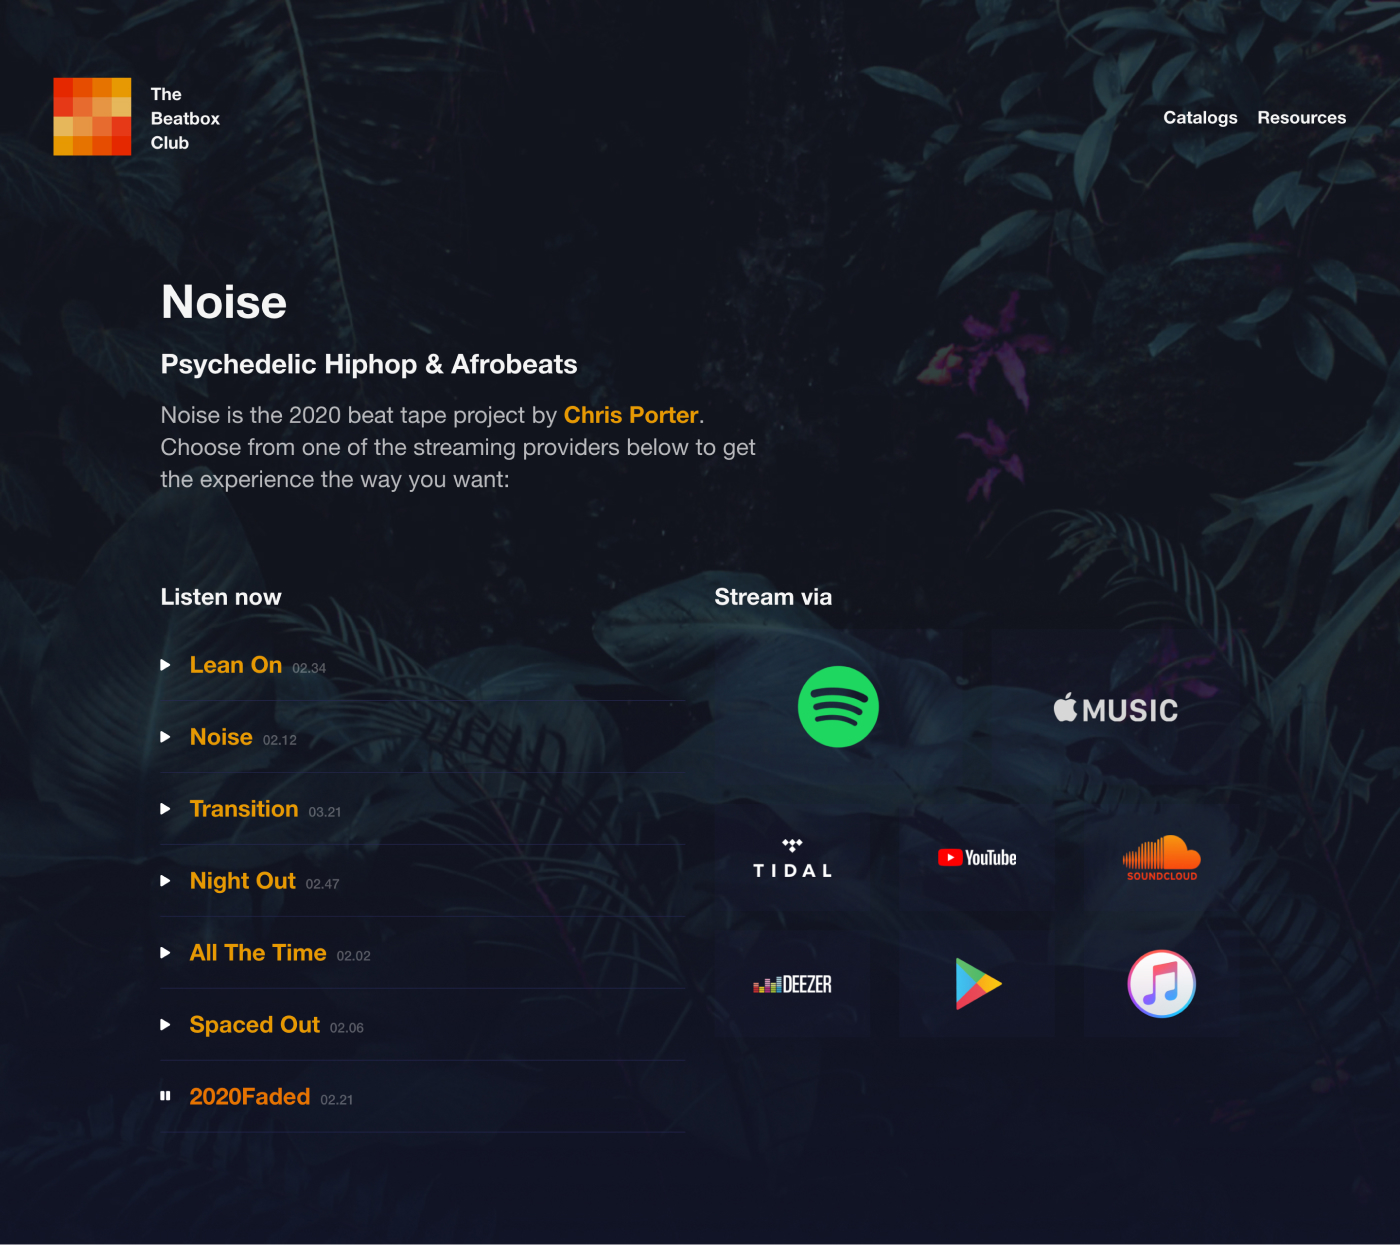 The
Beatbox
Club
Catalogs Resources
Noise
Psychedelic Hiphop & Afrobeats
Noise is the 2020 beat tape project by Chris Porter.
Choose from one of the streaming providers below to get
the experience the way you want:
Listen now
Lean On 02.34
Noise 02.12
Transition 03.21
Night Out 02.47
All The Time 02.02
Spaced Out 02.06
2020Faded 02.21
Stream via
MUSIC
TIDAL
YouTube
SOUNDCLOUD
DEEZER